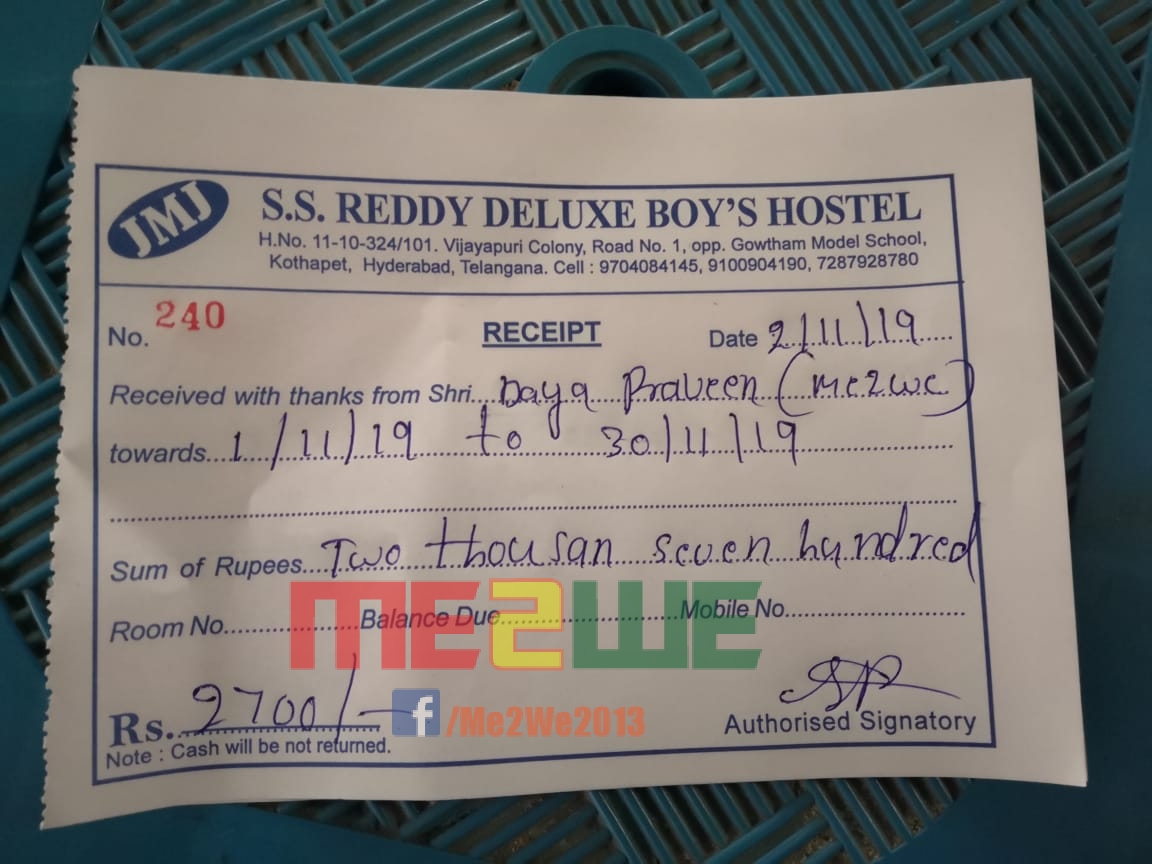 JMJ
S.S. REDDY DELUXE BOY'S HOSTEL
H.No. 11-10-324/101. Vijayapuri Colony, Road No. 1, opp. Gowtham Model School,
Kothapet, Hyderabad, Telangana. Cell : 9704084145, 9100904190, 7287928780
No. 240 RECEIPT Date 2/11/19
Received with thanks from Shri Daya Praveen (Me2we)
towards 1/11/19 to 30/11/19
Sum of Rupees Two thousan seven hundred
ME2WE
Room No. Balance Due Mobile No.
Rs. 2700/-
f/Me2We2013
Authorised Signatory
Note : Cash will be not returned.